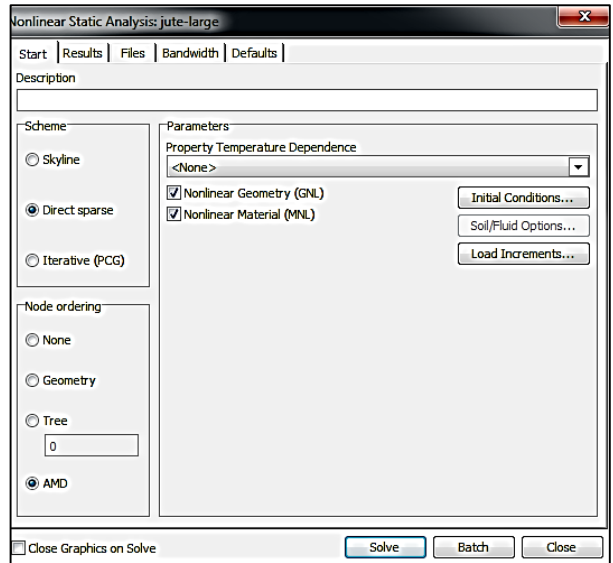 Nonlinear Static Analysis: jute-large
Start Results Files Bandwidth Defaults
Description
Scheme
Skyline
Direct sparse
Iterative (PCG)
Node ordering
None
Geometry
Tree
0
AMD
Parameters
Property Temperature Dependence
<None>
Nonlinear Geometry (GNL)
Nonlinear Material (MNL)
Initial Conditions...
Soil/Fluid Options...
Load Increments...
Close Graphics on Solve
Solve Batch Close